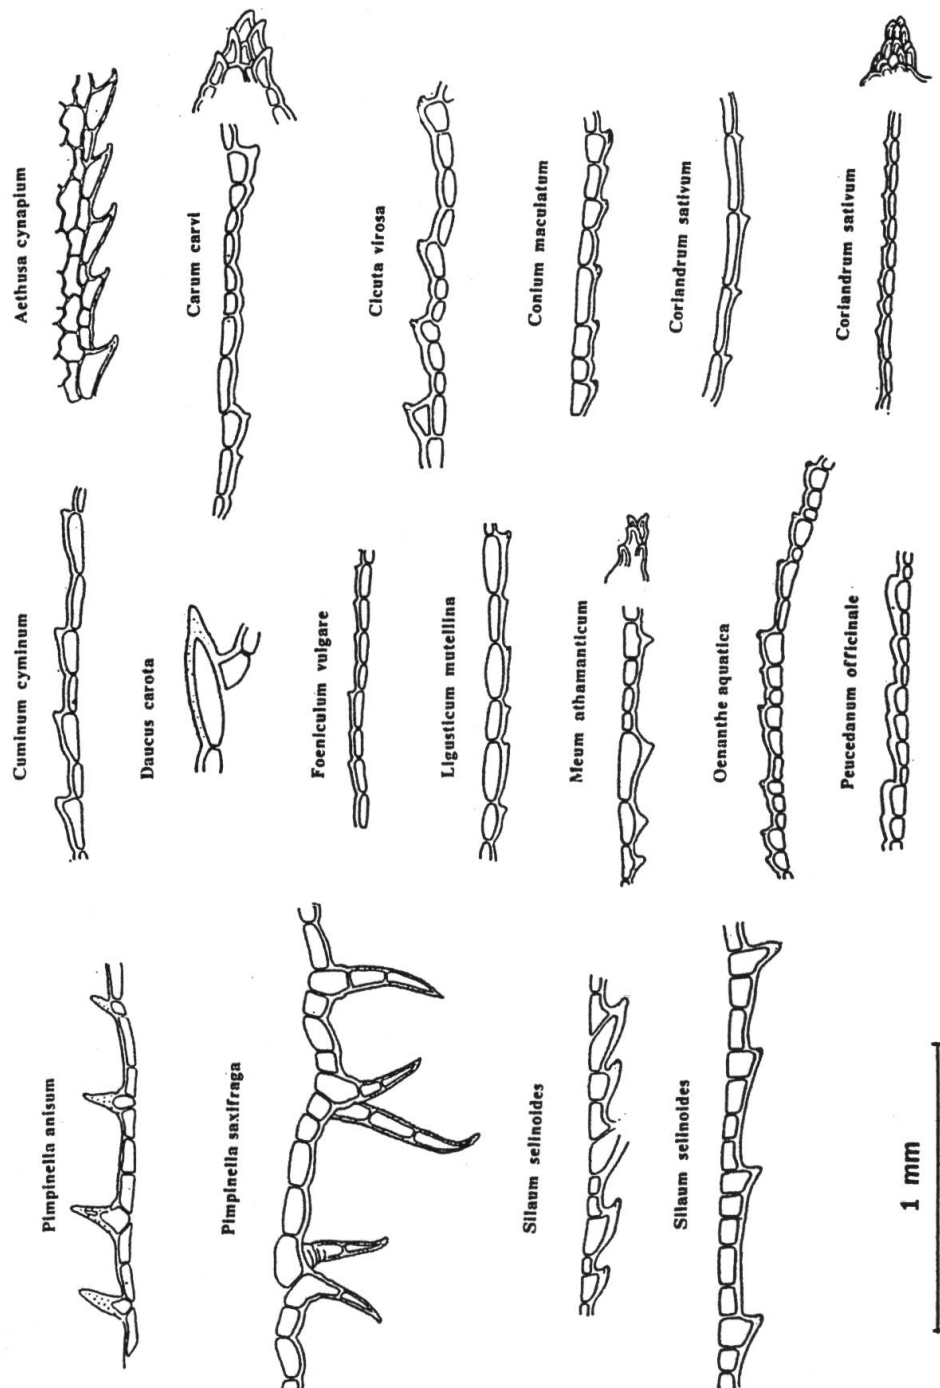 Aethusa cynapium
Carum carvi
Cicuta virosa
Conium maculatum
Coriandrum sativum
Coriandrum sativum
Cuminum cyminum
Daucus carota
Foeniculum vulgare
Ligusticum mutellina
Meum athamanticum
Oenanthe aquatica
Peucedanum officinale
Pimpinella anisum
Pimpinella saxifraga
Silaum selinoides
Silaum selinoides
1 mm